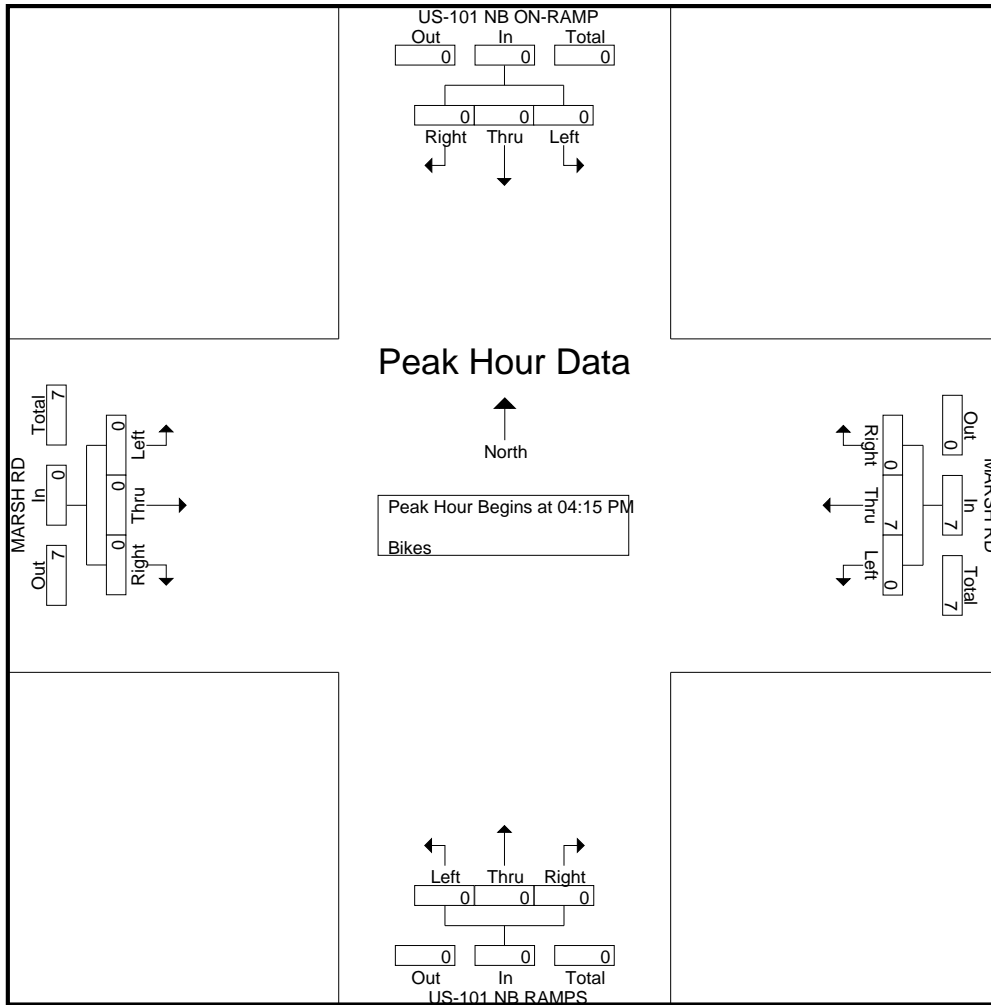 US-101 NB ON-RAMP
Out In Total
0 0 0
0 0 0
Right Thru Left
Peak Hour Data
North
Peak Hour Begins at 04:15 PM
Bikes
MARSH RD
Total In Out
7 0 7
0 0 0
Left Thru Right
Right Thru Left
0 7 0
Out In Total
0 7 7
MARSH RD
Left Thru Right
0 0 0
0 0 0
Out In Total
US-101 NB RAMPS